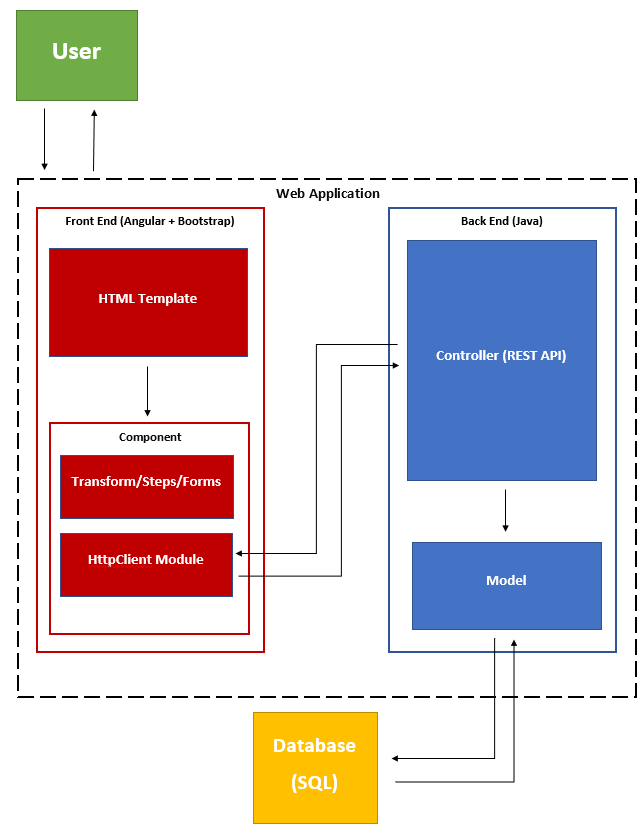 User
Web Application
Front End (Angular + Bootstrap)
HTML Template
Component
Transform/Steps/Forms
HttpClient Module
Back End (Java)
Controller (REST API)
Model
Database
(SQL)